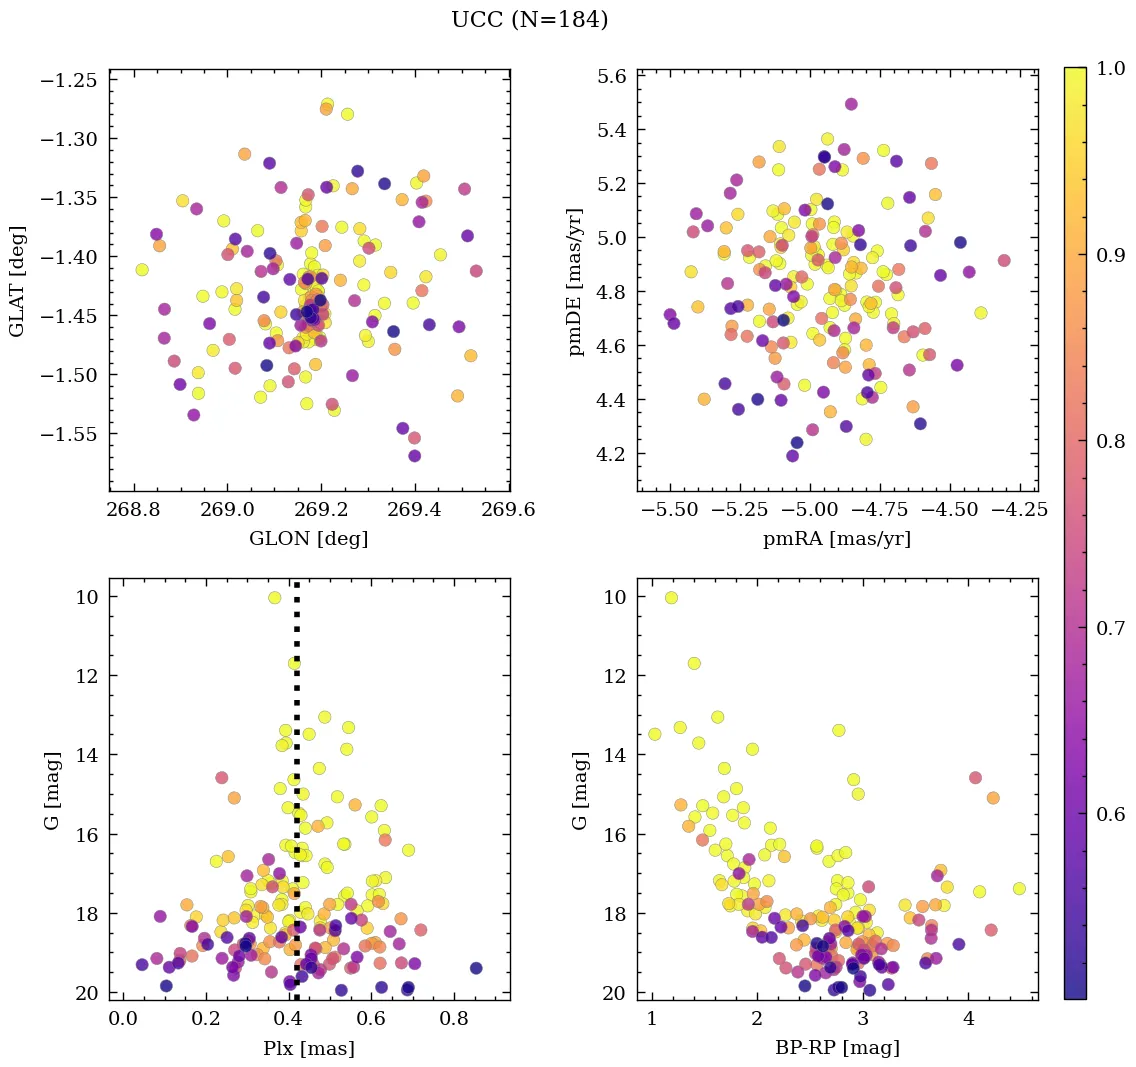 UCC (N=184)
−1.25
−1.30
−1.35
−1.40
−1.45
−1.50
−1.55
GLAT [deg]
268.8 269.0 269.2 269.4 269.6
GLON [deg]
5.6
5.4
5.2
5.0
4.8
4.6
4.4
4.2
pmDE [mas/yr]
−5.50 −5.25 −5.00 −4.75 −4.50 −4.25
pmRA [mas/yr]
10
12
14
16
18
20
G [mag]
0.0 0.2 0.4 0.6 0.8
Plx [mas]
10
12
14
16
18
20
G [mag]
1 2 3 4
BP-RP [mag]
1.0
0.9
0.8
0.7
0.6